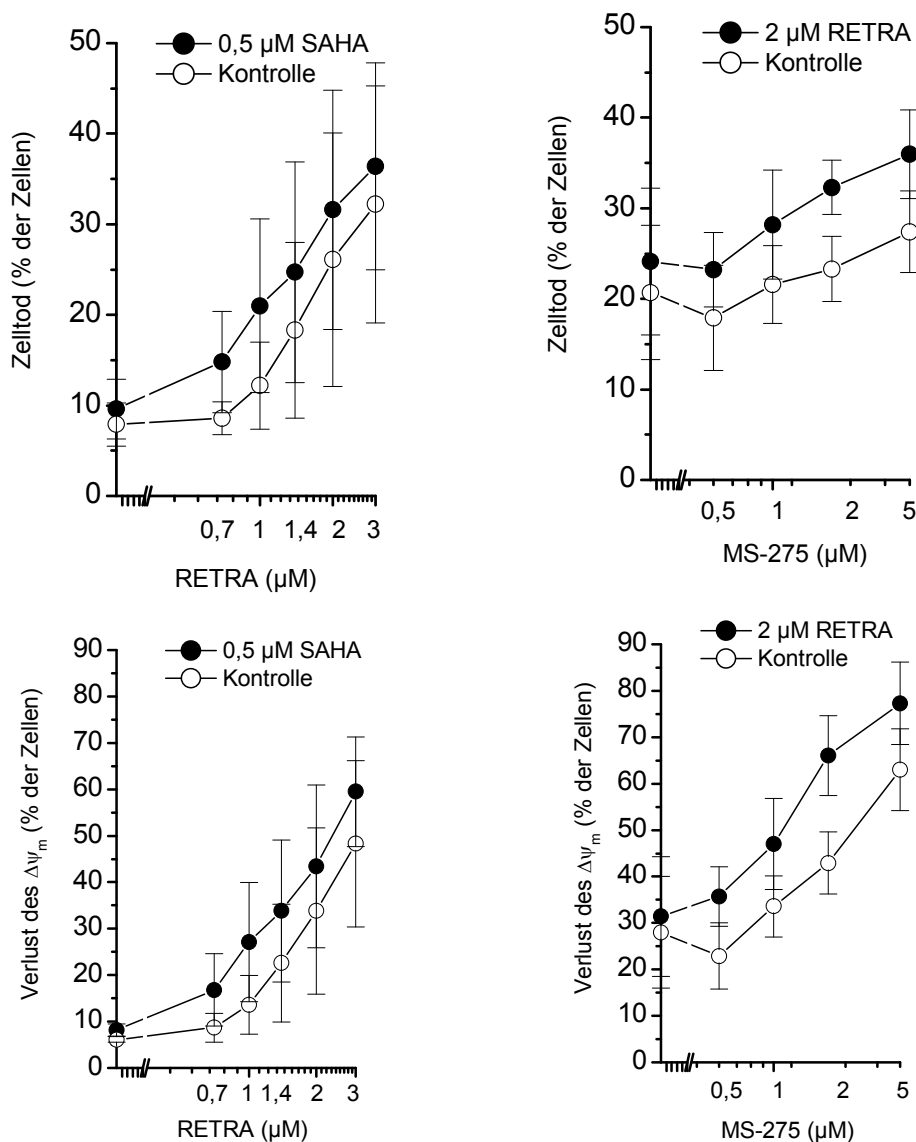 0,5 µM SAHA
Kontrolle
Zelltod (% der Zellen)
50
40
30
20
10
0
0,7 1 1,4 2 3
RETRA (µM)
2 µM RETRA
Kontrolle
Zelltod (% der Zellen)
50
40
30
20
10
0
0,5 1 2 5
MS-275 (µM)
0,5 µM SAHA
Kontrolle
Verlust des Δψm (% der Zellen)
90
80
70
60
50
40
30
20
10
0
0,7 1 1,4 2 3
RETRA (µM)
2 µM RETRA
Kontrolle
Verlust des Δψm (% der Zellen)
90
80
70
60
50
40
30
20
10
0
0,5 1 2 5
MS-275 (µM)